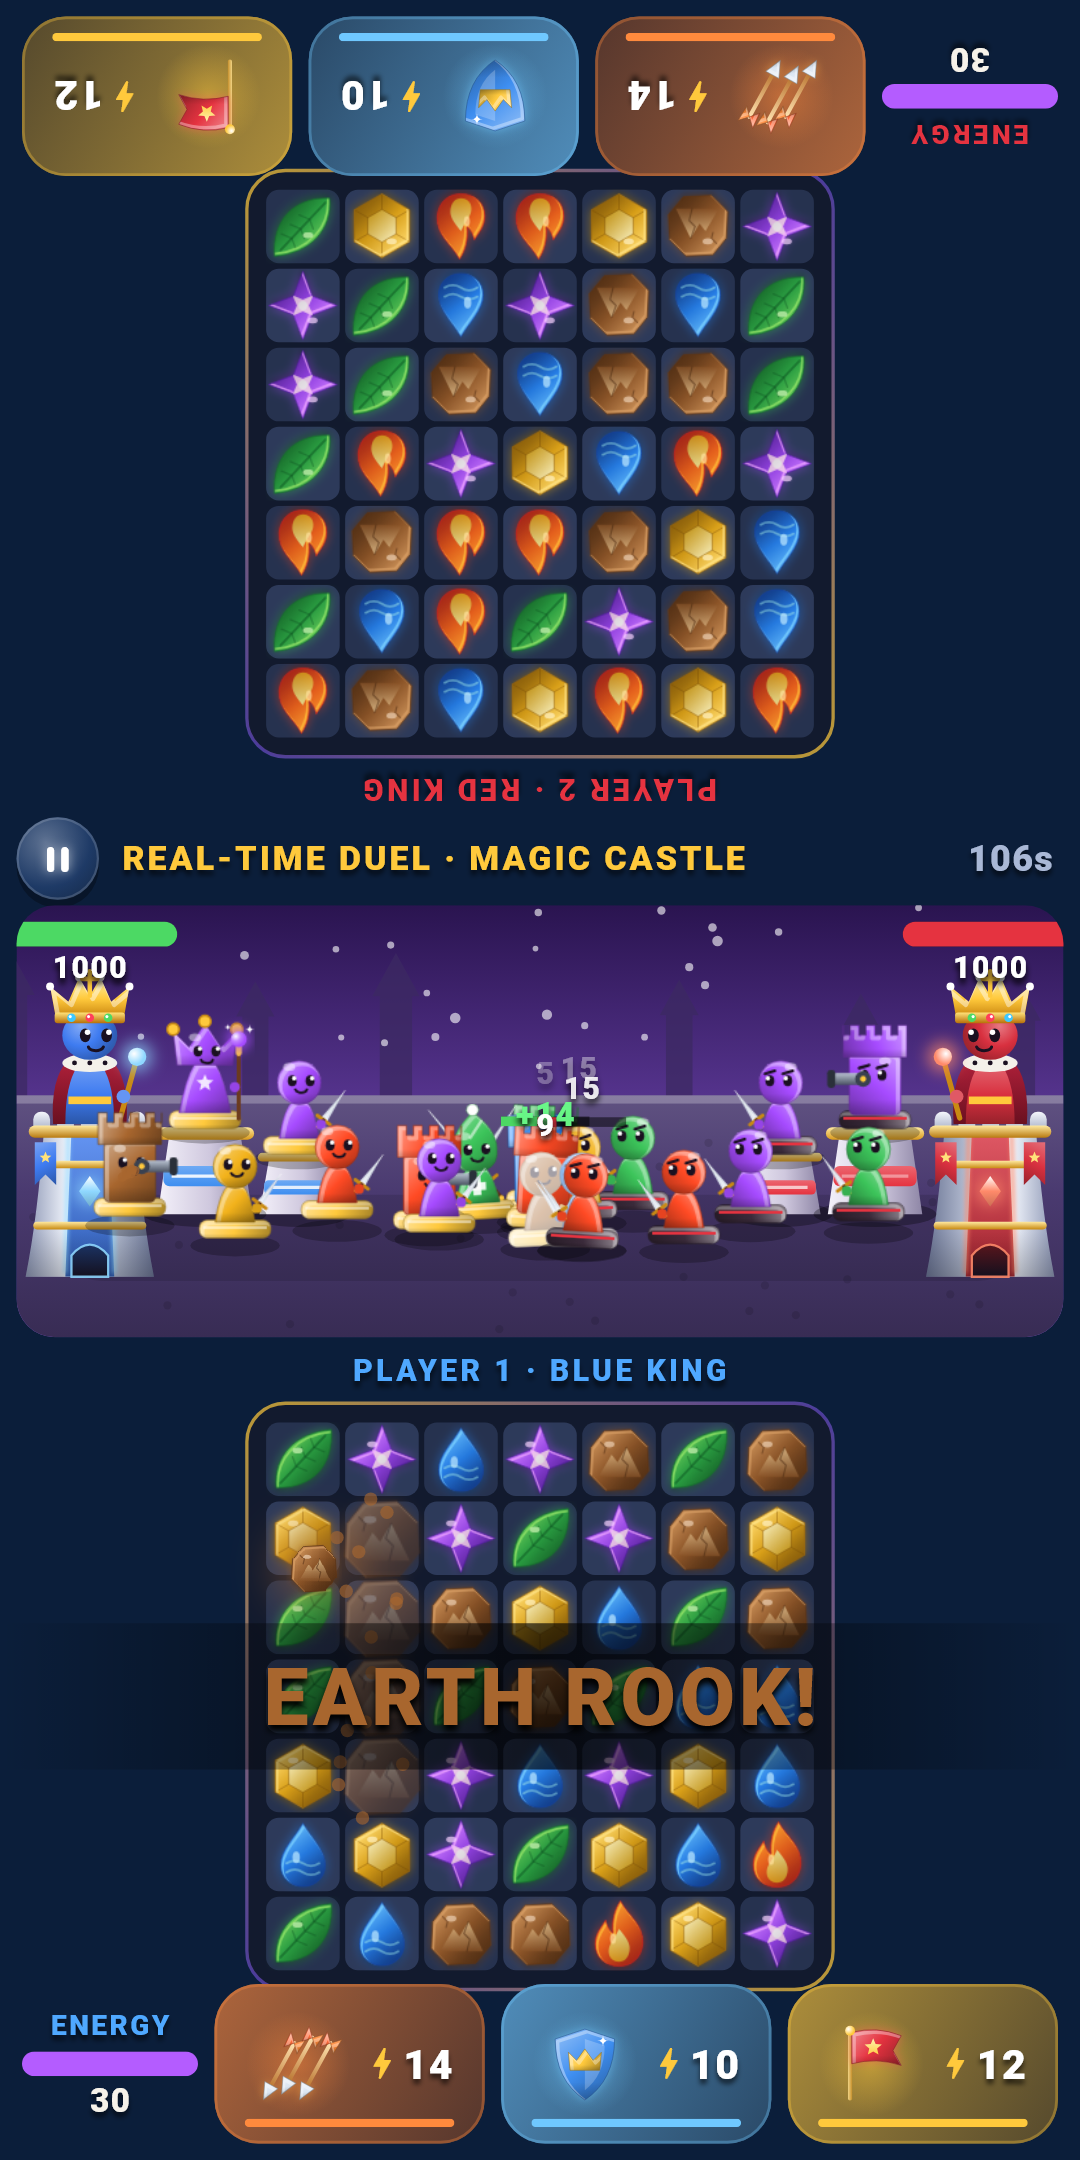 12
10
14
30
ENERGY
PLAYER 2 · RED KING
REAL-TIME DUEL · MAGIC CASTLE
106s
1000
1000
5 15
15
+14
9
PLAYER 1 · BLUE KING
EARTH ROOK!
ENERGY
30
14
10
12